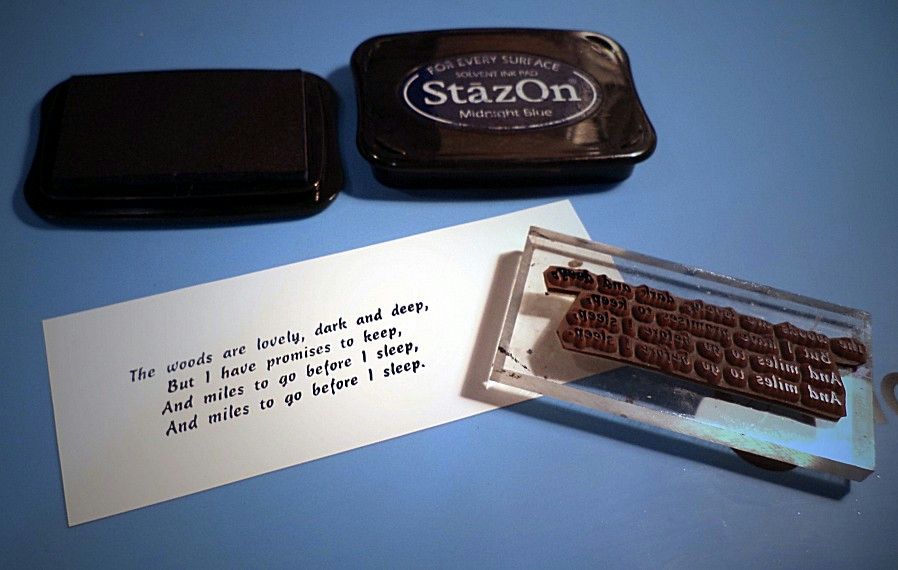 FOR EVERY SURFACE
SOLVENT INK PAD
StāzOn
Midnight Blue
The woods are lovely, dark and deep,
But I have promises to keep,
And miles to go before I sleep,
And miles to go before I sleep.